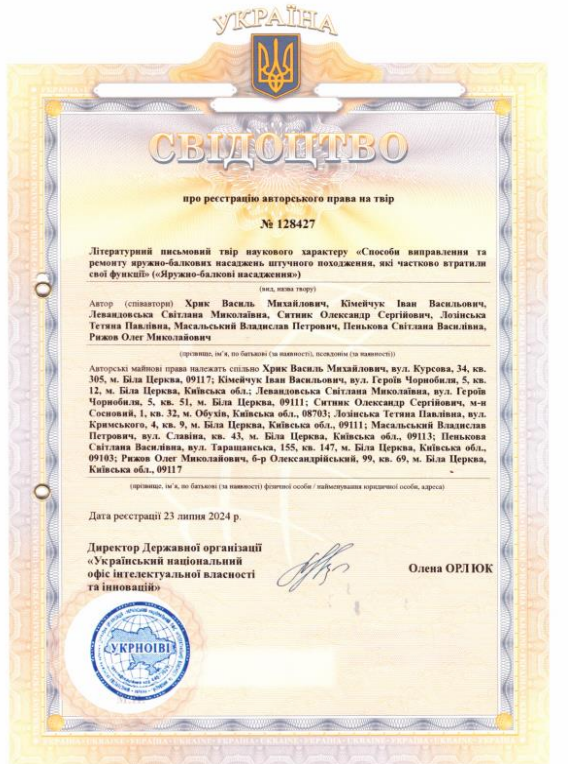 УКРАЇНА
СВІДОЦТВО
про реєстрацію авторського права на твір
№ 128427
Літературний письмовий твір наукового характеру «Способи виправлення та
ремонту яружно-балкових насаджень штучного походження, які частково втратили
свої функції» («Яружно-балкові насадження»)
(вид, назва твору)
Автор (співавтори) Хрик Василь Михайлович, Кімейчук Іван Васильович,
Левандовська Світлана Миколаївна, Ситник Олександр Сергійович, Лозінська
Тетяна Павлівна, Масальський Владислав Петрович, Пенькова Світлана Василівна,
Рижов Олег Миколайович
(прізвище, ім'я, по батькові (за наявності), псевдонім (за наявності))
Авторські майнові права належать спільно Хрик Василь Михайлович, вул. Курсова, 34, кв.
305, м. Біла Церква, 09117; Кімейчук Іван Васильович, вул. Героїв Чорнобиля, 5, кв.
12, м. Біла Церква, Київська обл.; Левандовська Світлана Миколаївна, вул. Героїв
Чорнобиля, 5, кв. 51, м. Біла Церква, 09111; Ситник Олександр Сергійович, м-н
Сосновий, 1, кв. 32, м. Обухів, Київська обл., 08703; Лозінська Тетяна Павлівна, вул.
Кримського, 4, кв. 9, м. Біла Церква, Київська обл., 09111; Масальський Владислав
Петрович, вул. Славіна, кв. 43, м. Біла Церква, Київська обл., 09113; Пенькова
Світлана Василівна, вул. Таращанська, 155, кв. 147, м. Біла Церква, Київська обл.,
09103; Рижов Олег Миколайович, б-р Олександрійський, 99, кв. 69, м. Біла Церква,
Київська обл., 09117
(прізвище, ім'я, по батькові (за наявності) фізичної особи / найменування юридичної особи, адреса)
Дата реєстрації 23 липня 2024 р.
Директор Державної організації
«Український національний
офіс інтелектуальної власності
та інновацій»
Олена ОРЛЮК
УКРНОІВІ